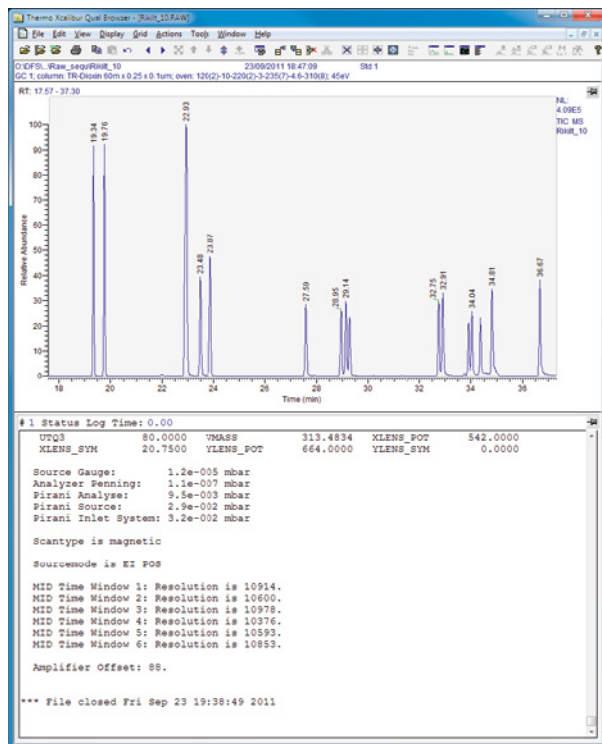 Thermo Xcalibur Qual Browser - [Rikilt_10.RAW]
File Edit View Display Grid Actions Tools Window Help
O:\DFS\...\Raw_sequ\Rikilt_10 23/09/2011 18:47:09 Std 1
GC 1; column: TR-Dioxin 60m x 0.25 x 0.1um; oven: 120(2)-10-220(2)-3-235(7)-4.6-310(8); 45eV
RT: 17.57 - 37.30
NL:
4.09E5
TIC MS
Rikilt_10
Relative Abundance
100
90
80
70
60
50
40
30
20
10
0
19.34 19.76 22.93 23.48 23.87 27.59 28.95 29.14 32.75 32.91 34.04 34.81 36.67
18 20 22 24 26 28 30 32 34 36
Time (min)
# 1 Status Log Time: 0.00
UTQ3 80.0000 VMASS 313.4834 XLENS_POT 542.0000
XLENS_SYM 20.7500 YLENS_POT 664.0000 YLENS_SYM 0.0000
Source Gauge: 1.2e-005 mbar
Analyzer Penning: 1.1e-007 mbar
Pirani Analyse: 9.5e-003 mbar
Pirani Source: 2.9e-002 mbar
Pirani Inlet System: 3.2e-002 mbar
Scantype is magnetic
Sourcemode is EI POS
MID Time Window 1: Resolution is 10914.
MID Time Window 2: Resolution is 10600.
MID Time Window 3: Resolution is 10978.
MID Time Window 4: Resolution is 10376.
MID Time Window 5: Resolution is 10593.
MID Time Window 6: Resolution is 10853.
Amplifier Offset: 88.
*** File closed Fri Sep 23 19:38:49 2011